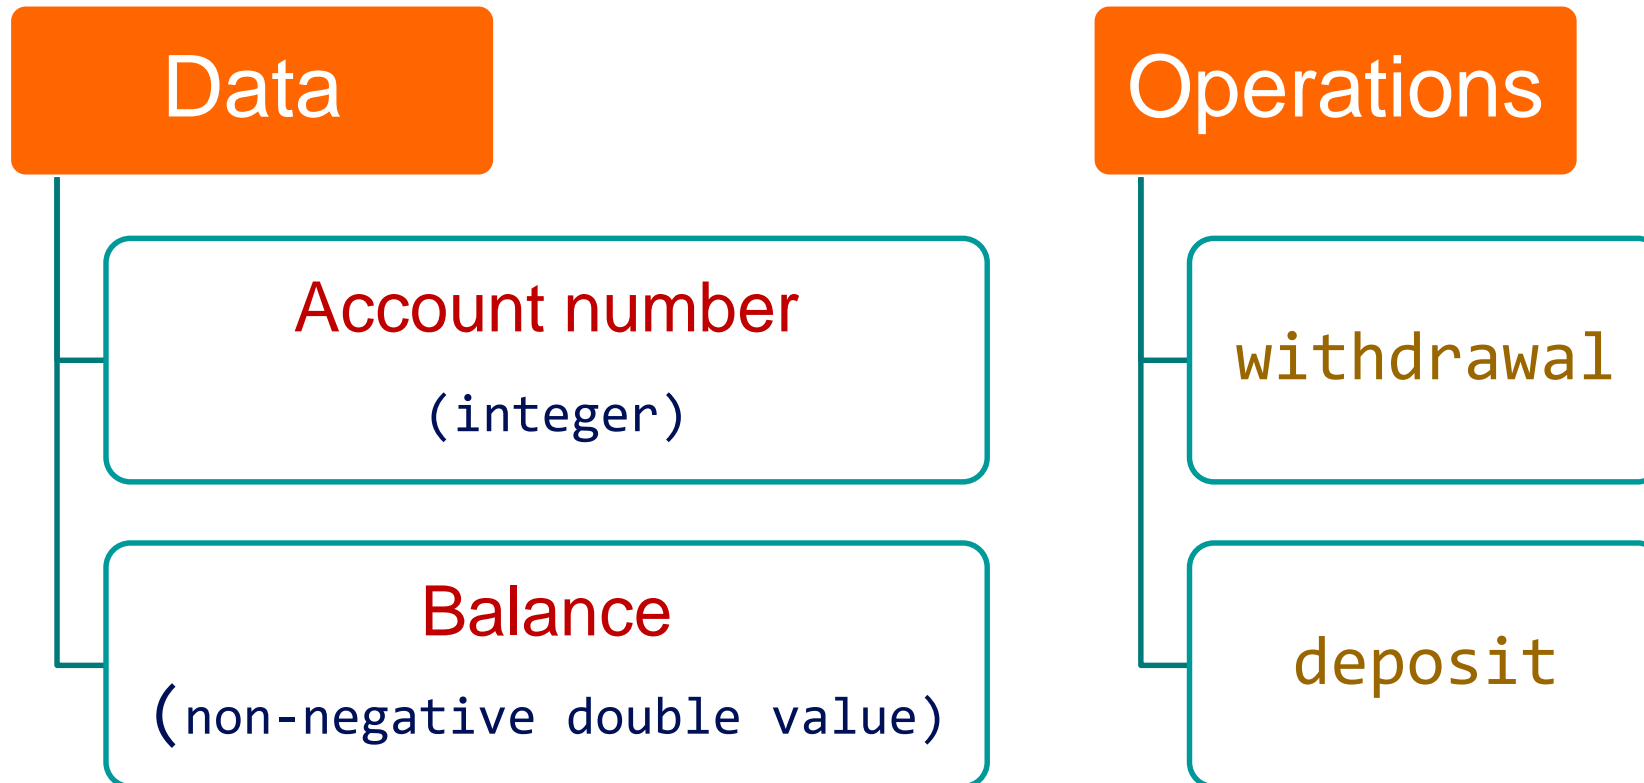 Data
Account number
(integer)
Balance
(non-negative double value)
Operations
withdrawal
deposit